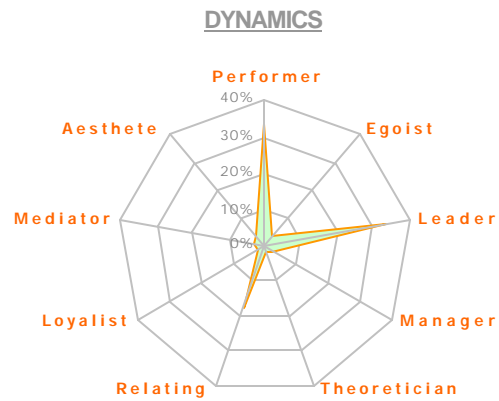 DYNAMICS
Performer
40%
Aesthete
Egoist
30%
20%
Mediator
Leader
10%
0%
Loyalist
Manager
Relating
Theoretician